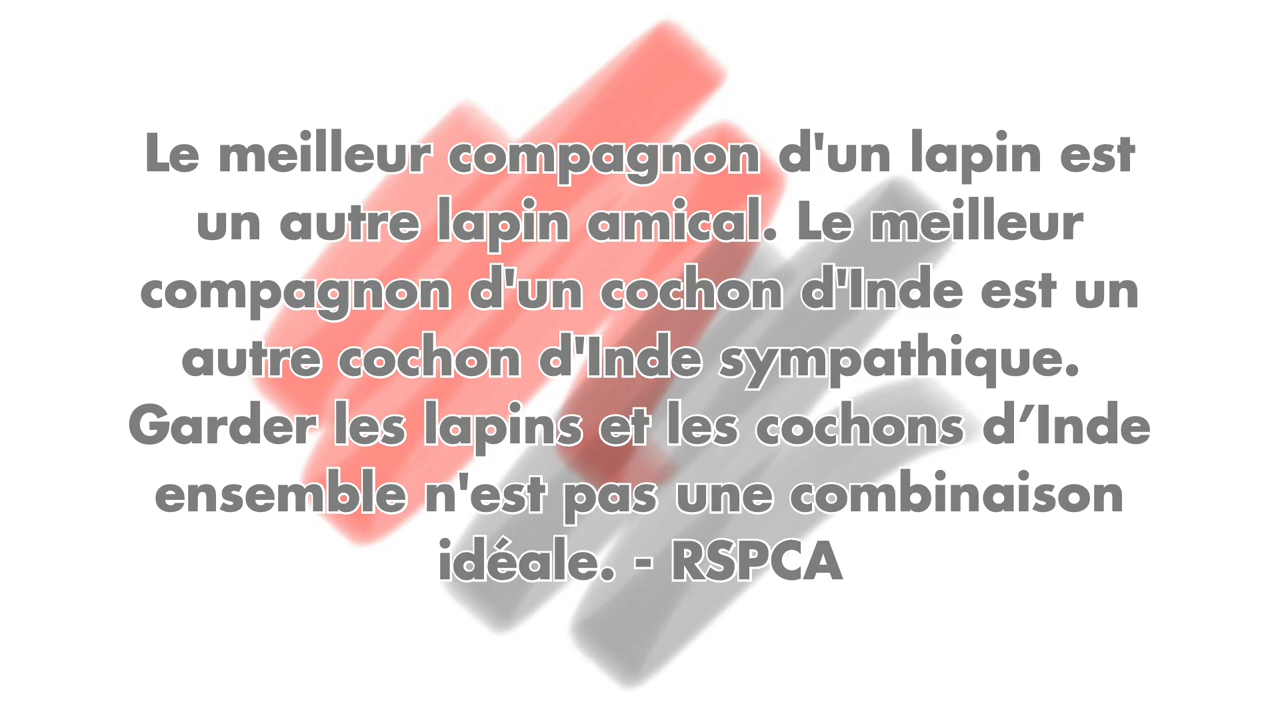 Le meilleur compagnon d'un lapin est
un autre lapin amical. Le meilleur
compagnon d'un cochon d'Inde est un
autre cochon d'Inde sympathique.
Garder les lapins et les cochons d’Inde
ensemble n'est pas une combinaison
idéale. - RSPCA